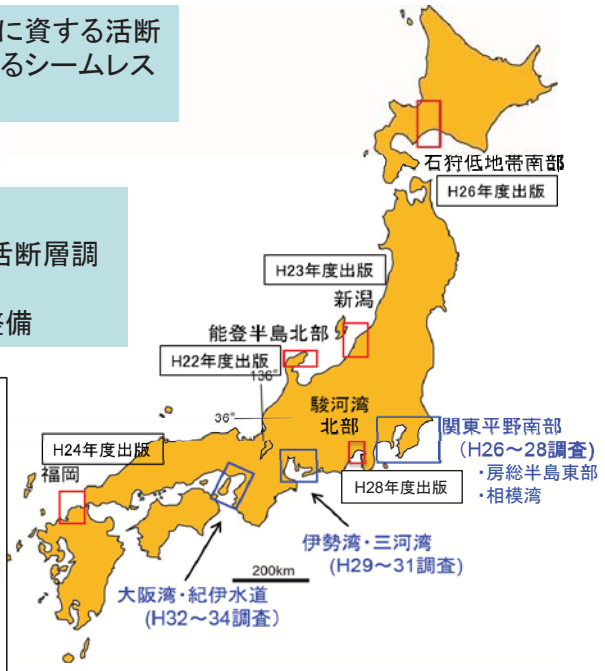 に資する活断
るシームレス
活断層調
整備
石狩低地帯南部
H26年度出版
H23年度出版
新潟
能登半島北部
H22年度出版
136°
36°
駿河湾
北部
関東平野南部
(H26～28調査)
・房総半島東部
・相模湾
H24年度出版
福岡
H28年度出版
伊勢湾・三河湾
(H29～31調査)
200km
大阪湾・紀伊水道
(H32～34調査)